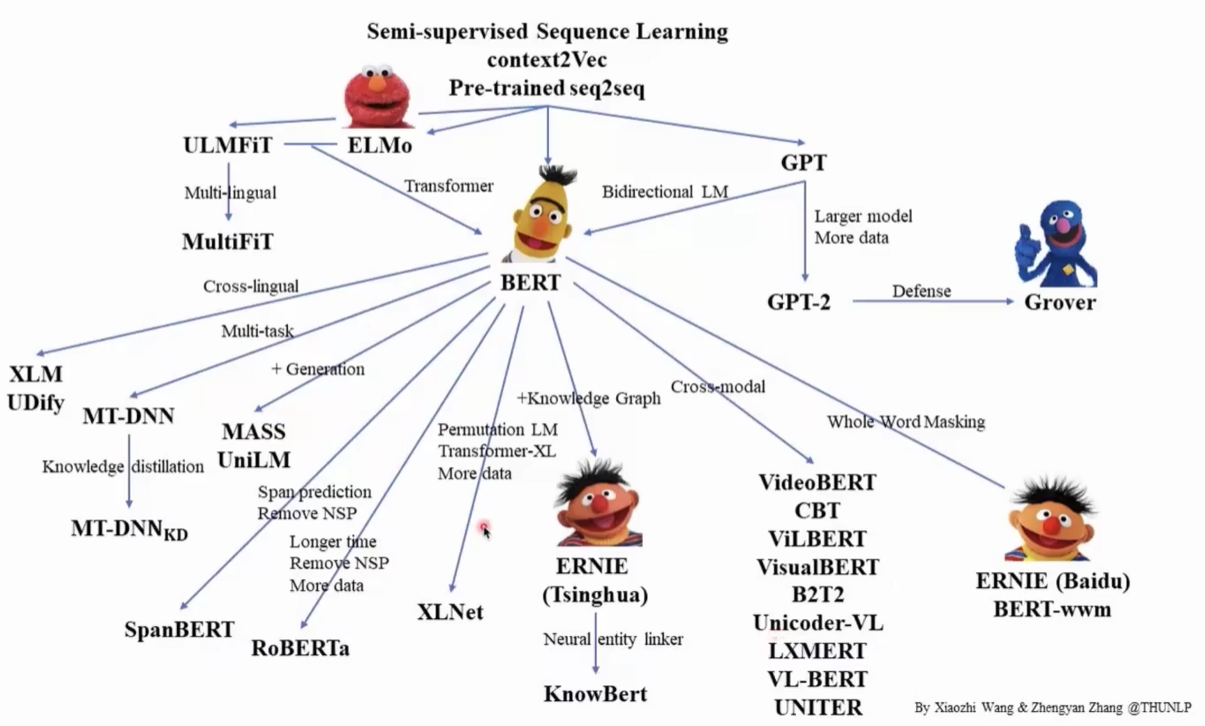 Semi-supervised Sequence Learning
context2Vec
Pre-trained seq2seq
ULMFiT
ELMo
GPT
Multi-lingual
Transformer
Bidirectional LM
Larger model
More data
MultiFiT
BERT
GPT-2
Defense
Grover
Cross-lingual
Multi-task
+ Generation
XLM
UDify
MT-DNN
MASS
UniLM
+Knowledge Graph
Cross-modal
Whole Word Masking
Permutation LM
Transformer-XL
More data
Knowledge distillation
MT-DNNKD
Span prediction
Remove NSP
Longer time
Remove NSP
More data
SpanBERT
RoBERTa
XLNet
ERNIE
(Tsinghua)
Neural entity linker
KnowBert
VideoBERT
CBT
ViLBERT
VisualBERT
B2T2
Unicoder-VL
LXMERT
VL-BERT
UNITER
ERNIE (Baidu)
BERT-wwm
By Xiaozhi Wang & Zhengyan Zhang @THUNLP